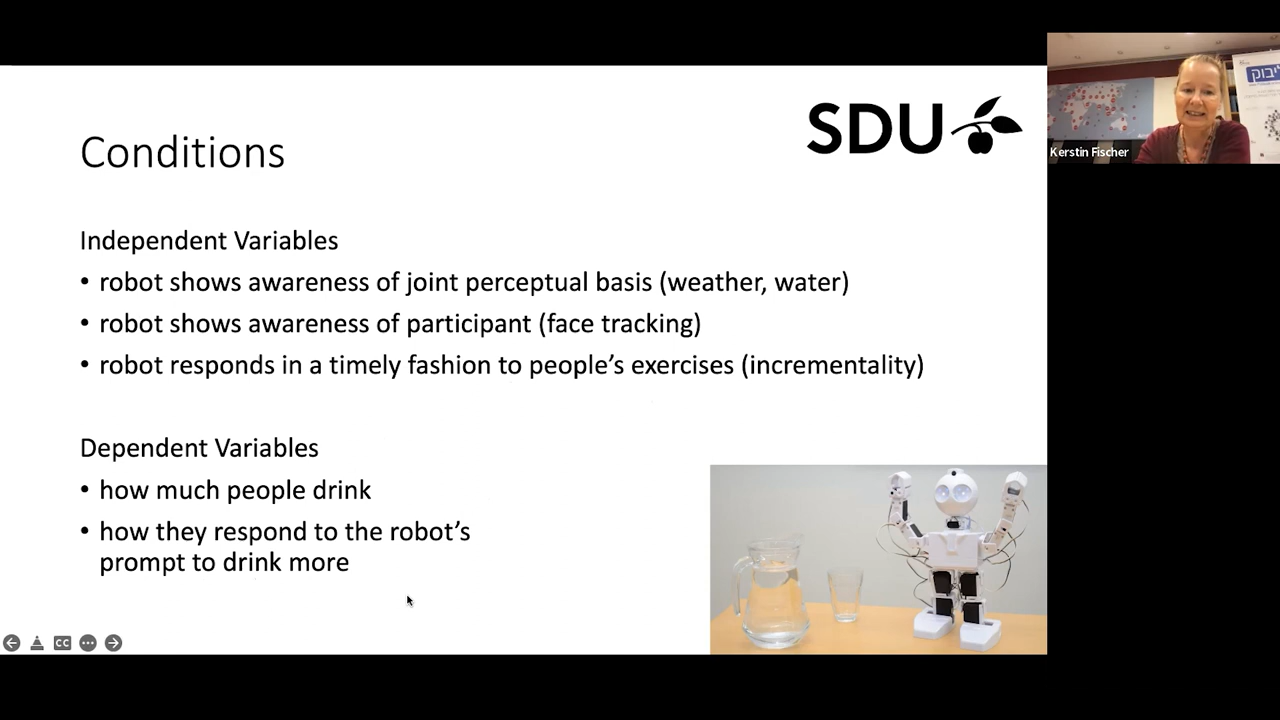 SDU
Conditions
Independent Variables
• robot shows awareness of joint perceptual basis (weather, water)
• robot shows awareness of participant (face tracking)
• robot responds in a timely fashion to people’s exercises (incrementality)
Dependent Variables
• how much people drink
• how they respond to the robot’s
prompt to drink more
CC
Kerstin Fischer